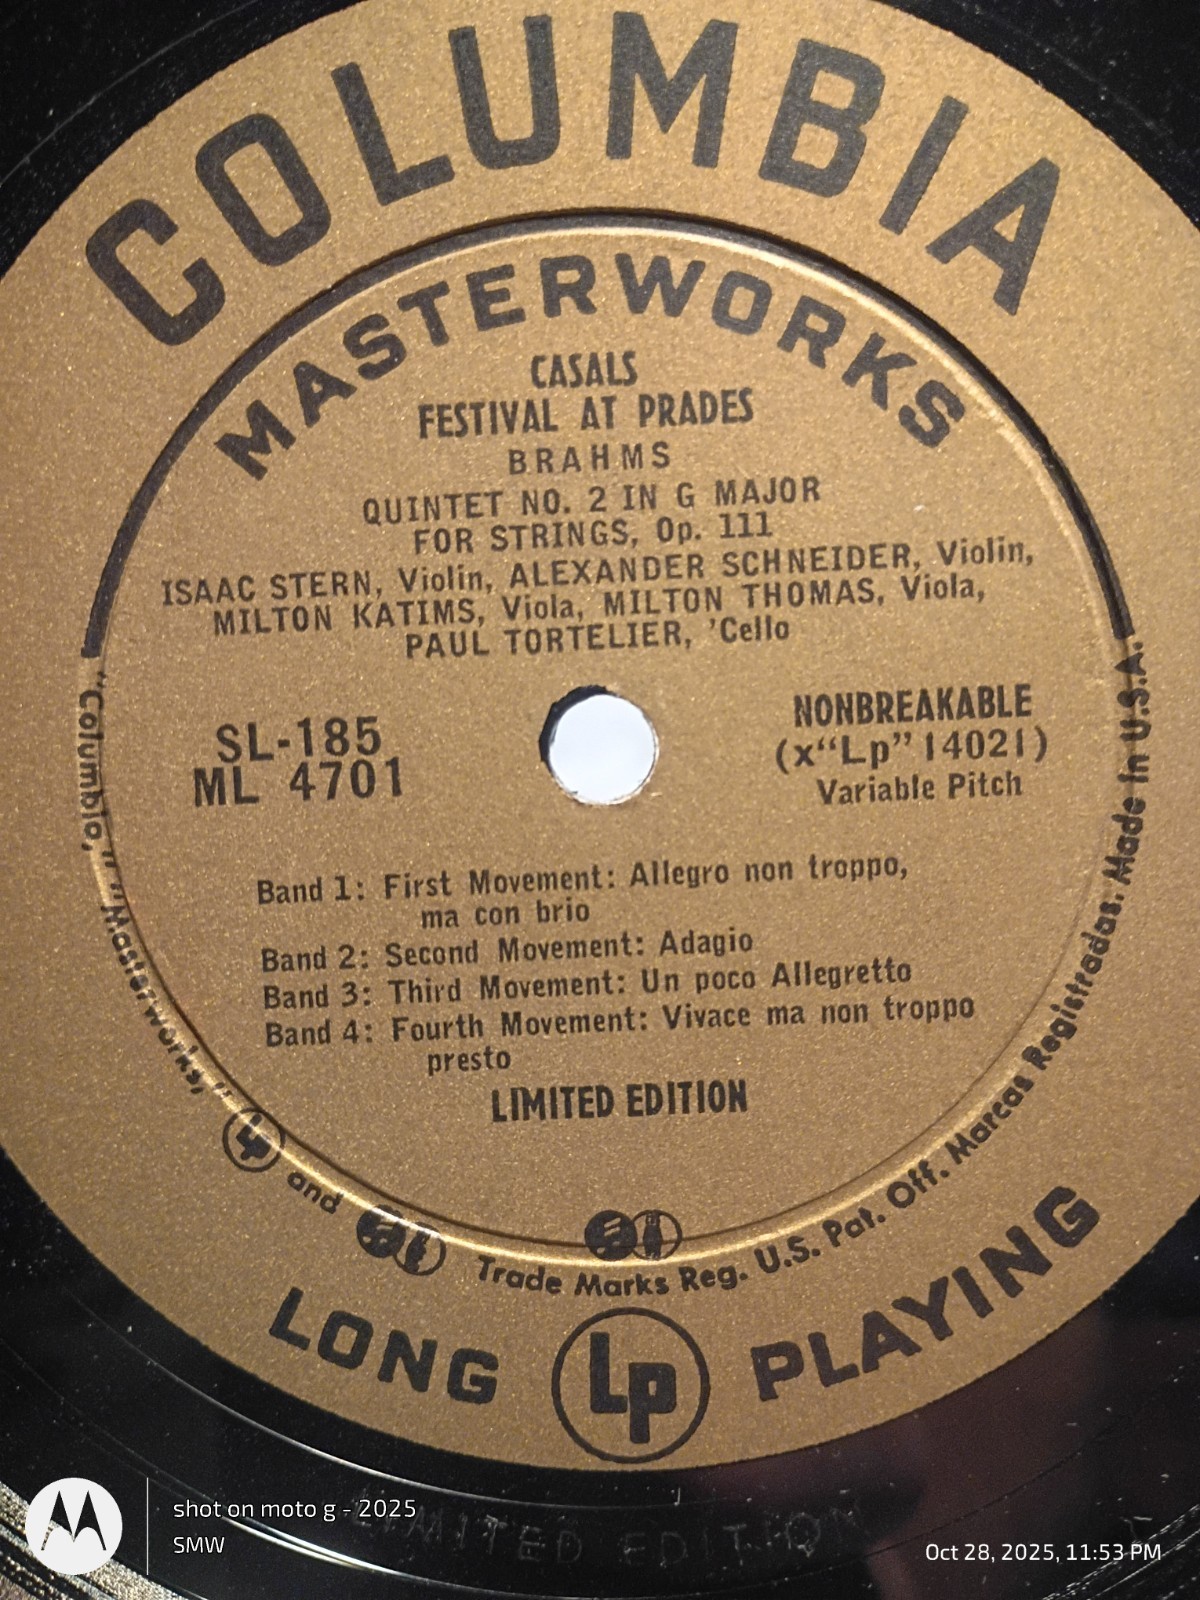 COLUMBIA
MASTERWORKS
CASALS
FESTIVAL AT PRADES
BRAHMS
QUINTET NO. 2 IN G MAJOR
FOR STRINGS, Op. 111
ISAAC STERN, Violin, ALEXANDER SCHNEIDER, Violin,
MILTON KATIMS, Viola, MILTON THOMAS, Viola,
PAUL TORTELIER, 'Cello
SL-185
ML 4701
NONBREAKABLE
(x“Lp” 14021)
Variable Pitch
Band 1: First Movement: Allegro non troppo,
ma con brio
Band 2: Second Movement: Adagio
Band 3: Third Movement: Un poco Allegretto
Band 4: Fourth Movement: Vivace ma non troppo
presto
LIMITED EDITION
“Columbia,” “Masterworks,” Lp and Trade Marks Reg. U.S. Pat. Off. Marcas Registradas. Made in U.S.A.
LONG Lp PLAYING
LIMITED EDITION
shot on moto g - 2025
SMW
Oct 28, 2025, 11:53 PM